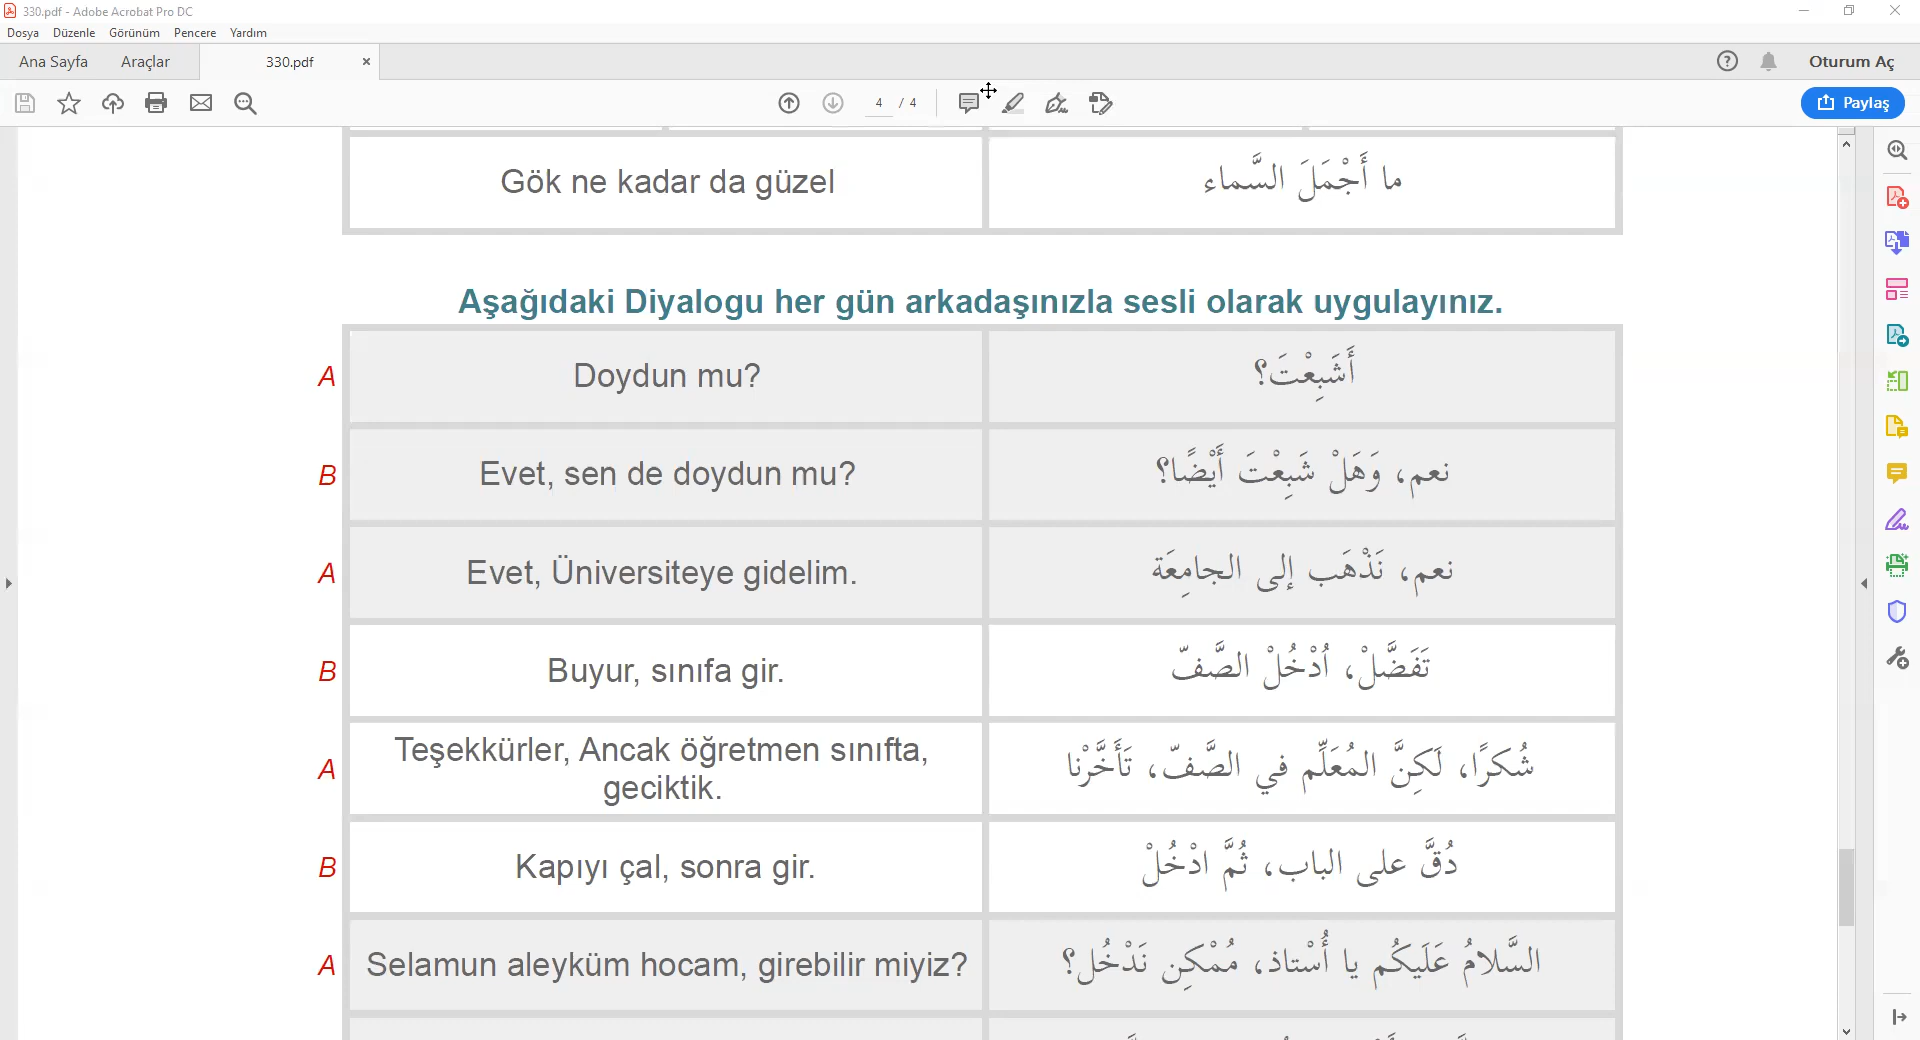 330.pdf - Adobe Acrobat Pro DC
Dosya Düzenle Görünüm Pencere Yardım
Ana Sayfa Araçlar 330.pdf × Oturum Aç
4 / 4 Paylaş
Gök ne kadar da güzel
ما أَجْمَلَ السَّماء
Aşağıdaki Diyalogu her gün arkadaşınızla sesli olarak uygulayınız.
A
Doydun mu?
أَشَبِعْتَ؟
B
Evet, sen de doydun mu?
نعم، وَهَلْ شَبِعْتَ أَيْضًا؟
A
Evet, Üniversiteye gidelim.
نعم، نَذْهَب إلى الجامِعَة
B
Buyur, sınıfa gir.
تَفَضَّلْ، اُدْخُلْ الصَّفّ
A
Teşekkürler, Ancak öğretmen sınıfta,
geciktik.
شُكرًا، لَكِنَّ المُعَلِّم في الصَّفّ، تَأَخَّرْنا
B
Kapıyı çal, sonra gir.
دُقَّ على الباب، ثُمَّ ادْخُلْ
A
Selamun aleyküm hocam, girebilir miyiz?
السَّلامُ عَلَيكُم يا أُسْتاذ، مُمْكِن نَدْخُل؟